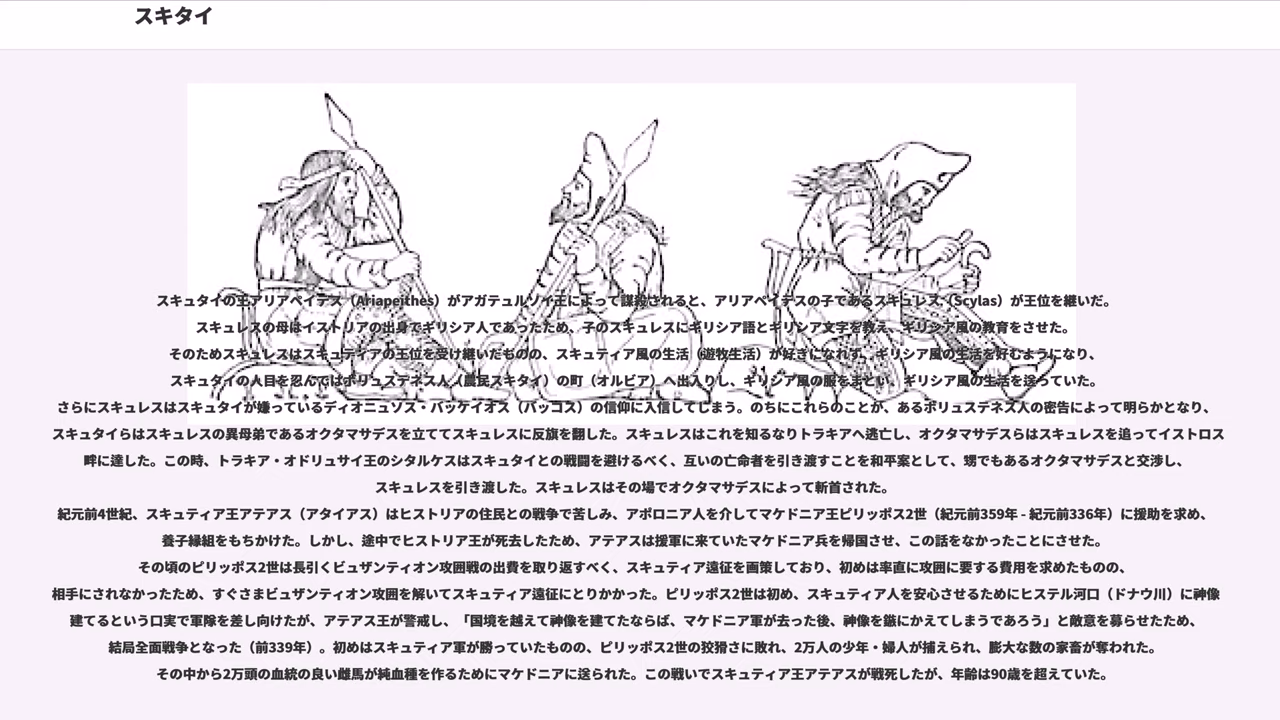 スキタイ
スキュタイの王アリアペイテス（Ariapeithes）がアガテュルソイ王によって謀殺されると、アリアペイテスの子であるスキュレス（Scylas）が王位を継いだ。
スキュレスの母はイストリアの出身でギリシア人であったため、子のスキュレスにギリシア語とギリシア文字を教え、ギリシア風の教育をさせた。
そのためスキュレスはスキュティアの王位を受け継いだものの、スキュティア風の生活（遊牧生活）が好きになれず、ギリシア風の生活を好むようになり、
スキュタイの人目を忍んではボリュステネス人（農民スキタイ）の町（オルビア）へ出入りし、ギリシア風の服をまとい、ギリシア風の生活を送っていた。
さらにスキュレスはスキュタイが嫌っているディオニュソス・バッケイオス（バッコス）の信仰に入信してしまう。のちにこれらのことが、あるボリュステネス人の密告によって明らかとなり、
スキュタイらはスキュレスの異母弟であるオクタマサデスを立ててスキュレスに反旗を翻した。スキュレスはこれを知るなりトラキアへ逃亡し、オクタマサデスらはスキュレスを追ってイストロス
畔に達した。この時、トラキア・オドリュサイ王のシタルケスはスキュタイとの戦闘を避けるべく、互いの亡命者を引き渡すことを和平案として、甥でもあるオクタマサデスと交渉し、
スキュレスを引き渡した。スキュレスはその場でオクタマサデスによって斬首された。
紀元前4世紀、スキュティア王アテアス（アタイアス）はヒストリアの住民との戦争で苦しみ、アポロニア人を介してマケドニア王ピリッポス2世（紀元前359年 - 紀元前336年）に援助を求め、
養子縁組をもちかけた。しかし、途中でヒストリア王が死去したため、アテアスは援軍に来ていたマケドニア兵を帰国させ、この話をなかったことにさせた。
その頃のピリッポス2世は長引くビュザンティオン攻囲戦の出費を取り返すべく、スキュティア遠征を画策しており、初めは率直に攻囲に要する費用を求めたものの、
相手にされなかったため、すぐさまビュザンティオン攻囲を解いてスキュティア遠征にとりかかった。ピリッポス2世は初め、スキュティア人を安心させるためにヒステル河口（ドナウ川）に神像
建てるという口実で軍隊を差し向けたが、アテアス王が警戒し、「国境を越えて神像を建てたならば、マケドニア軍が去った後、神像を鏃にかえてしまうであろう」と敵意を募らせたため、
結局全面戦争となった（前339年）。初めはスキュティア軍が勝っていたものの、ピリッポス2世の狡猾さに敗れ、2万人の少年・婦人が捕えられ、膨大な数の家畜が奪われた。
その中から2万頭の血統の良い雌馬が純血種を作るためにマケドニアに送られた。この戦いでスキュティア王アテアスが戦死したが、年齢は90歳を超えていた。